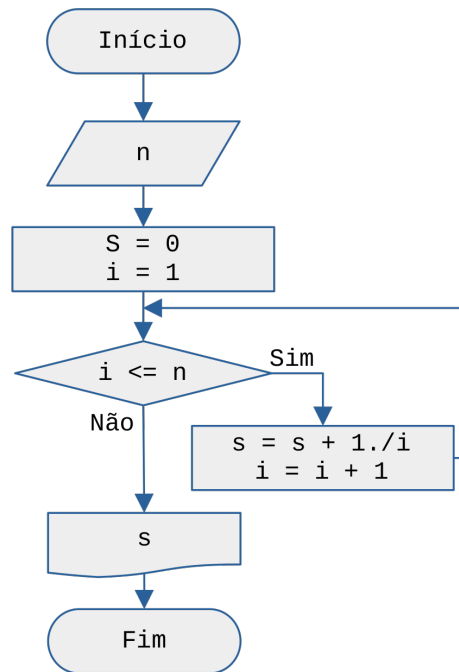 Início
n
S = 0
i = 1
i <= n
Sim
Não
s = s + 1./i
i = i + 1
s
Fim